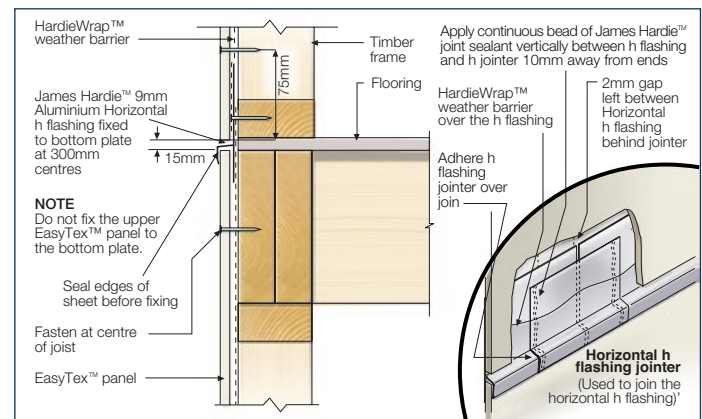 HardieWrap™
weather barrier
James Hardie™ 9mm
Aluminium Horizontal
h flashing fixed
to bottom plate
at 300mm
centres
NOTE
Do not fix the upper
EasyTex™ panel to
the bottom plate.
Seal edges of
sheet before fixing
Fasten at centre
of joist
EasyTex™ panel
75mm
15mm
Timber
frame
Flooring
Apply continuous bead of James Hardie™
joint sealant vertically between h flashing
and h jointer 10mm away from ends
HardieWrap™
weather barrier
over the h flashing
2mm gap
left between
Horizontal
h flashing
behind jointer
Adhere h
flashing
jointer over
join
Horizontal h
flashing jointer
(Used to join the
horizontal h flashing)'